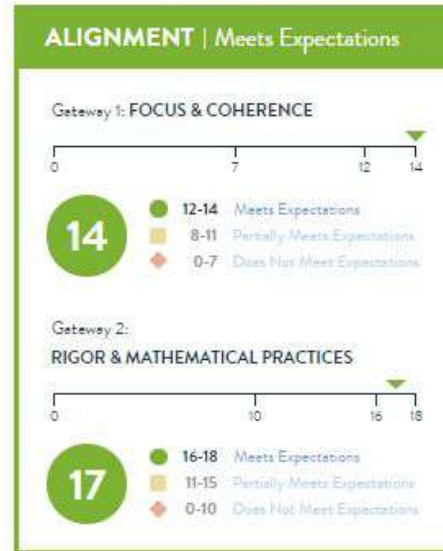 ALIGNMENT | Meets Expectations
Gateway 1: FOCUS & COHERENCE
0 7 12 14
14
12-14 Meets Expectations
8-11 Partially Meets Expectations
0-7 Does Not Meet Expectations
Gateway 2:
RIGOR & MATHEMATICAL PRACTICES
0 10 16 18
17
16-18 Meets Expectations
11-15 Partially Meets Expectations
0-10 Does Not Meet Expectations